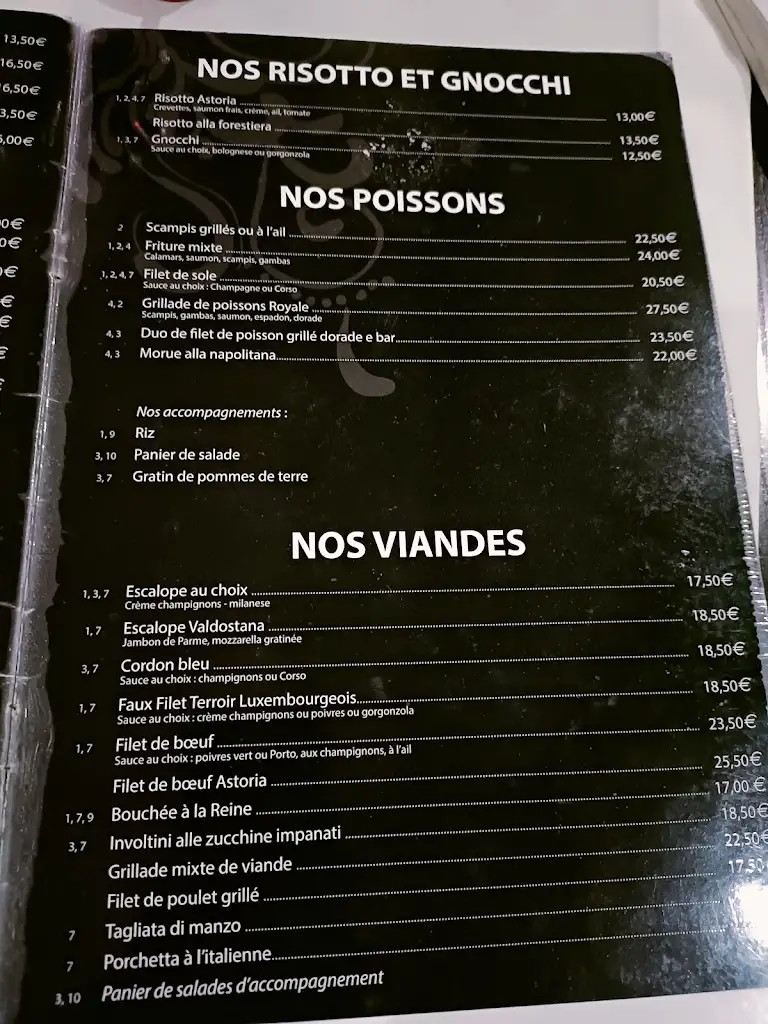 13,50€
16,50€
6,50€
3,50€
5,00€
0€
0€
€
€
€
NOS RISOTTO ET GNOCCHI
1, 2, 4, 7 Risotto Astoria 13,00€
Crevettes, saumon frais, crème, ail, tomate
Risotto alla forestiera 13,50€
1, 3, 7 Gnocchi 12,50€
Sauce au choix, bolognese ou gorgonzola
NOS POISSONS
2 Scampis grillés ou à l'ail 22,50€
1, 2, 4 Friture mixte 24,00€
Calamars, saumon, scampis, gambas
1, 2, 4, 7 Filet de sole 20,50€
Sauce au choix : Champagne ou Corso
4, 2 Grillade de poissons Royale 27,50€
Scampis, gambas, saumon, espadon, dorade
4, 3 Duo de filet de poisson grillé dorade e bar 23,50€
4, 3 Morue alla napolitana 22,00€
Nos accompagnements :
1, 9 Riz
3, 10 Panier de salade
3, 7 Gratin de pommes de terre
NOS VIANDES
1, 3, 7 Escalope au choix 17,50€
Crème champignons - milanese
1, 7 Escalope Valdostana 18,50€
Jambon de Parme, mozzarella gratinée
3, 7 Cordon bleu 18,50€
Sauce au choix : champignons ou Corso
1, 7 Faux Filet Terroir Luxembourgeois 18,50€
Sauce au choix : crème champignons ou poivres ou gorgonzola
1, 7 Filet de bœuf 23,50€
Sauce au choix : poivres vert ou Porto, aux champignons, à l'ail
Filet de bœuf Astoria 25,50€
1, 7, 9 Bouchée à la Reine 17,00 €
3, 7 Involtini alle zucchine impanati 18,50€
Grillade mixte de viande 22,50€
Filet de poulet grillé 17,50
7 Tagliata di manzo
7 Porchetta à l'italienne
3, 10 Panier de salades d'accompagnement